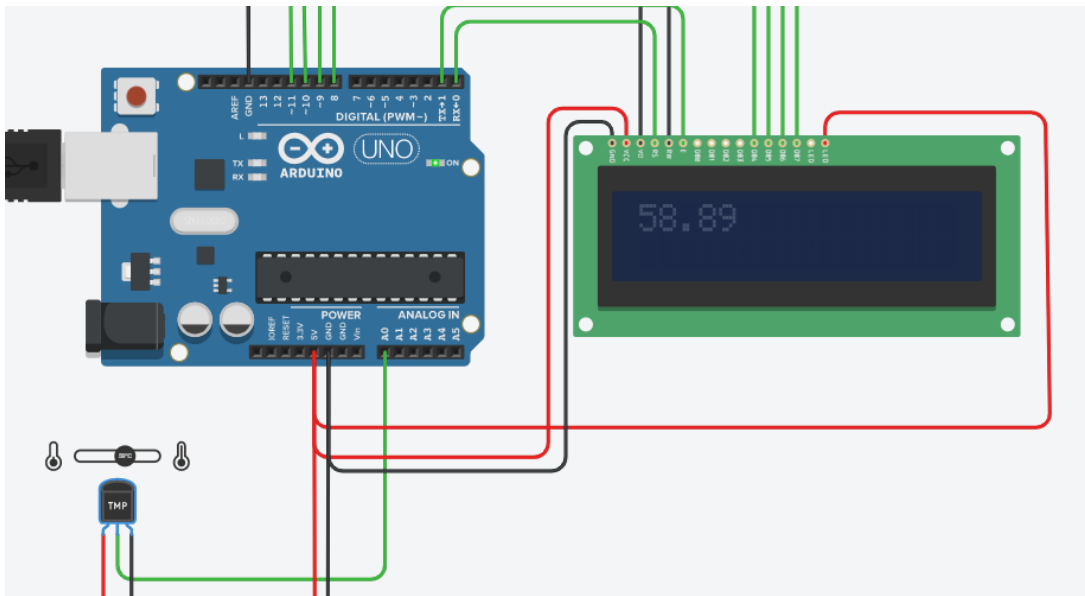 AREF
GND
13
12
~11
~10
~9
8
7
~6
~5
4
~3
2
TX→1
RX←0
DIGITAL (PWM~)
L
TX
RX
ARDUINO
UNO
ON
GND
VCC
VO
RS
RW
E
DB0
DB1
DB2
DB3
DB4
DB5
DB6
DB7
LED
LED
58.89
POWER
ANALOG IN
IOREF
RESET
3.3V
5V
GND
GND
Vin
A0
A1
A2
A3
A4
A5
TMP